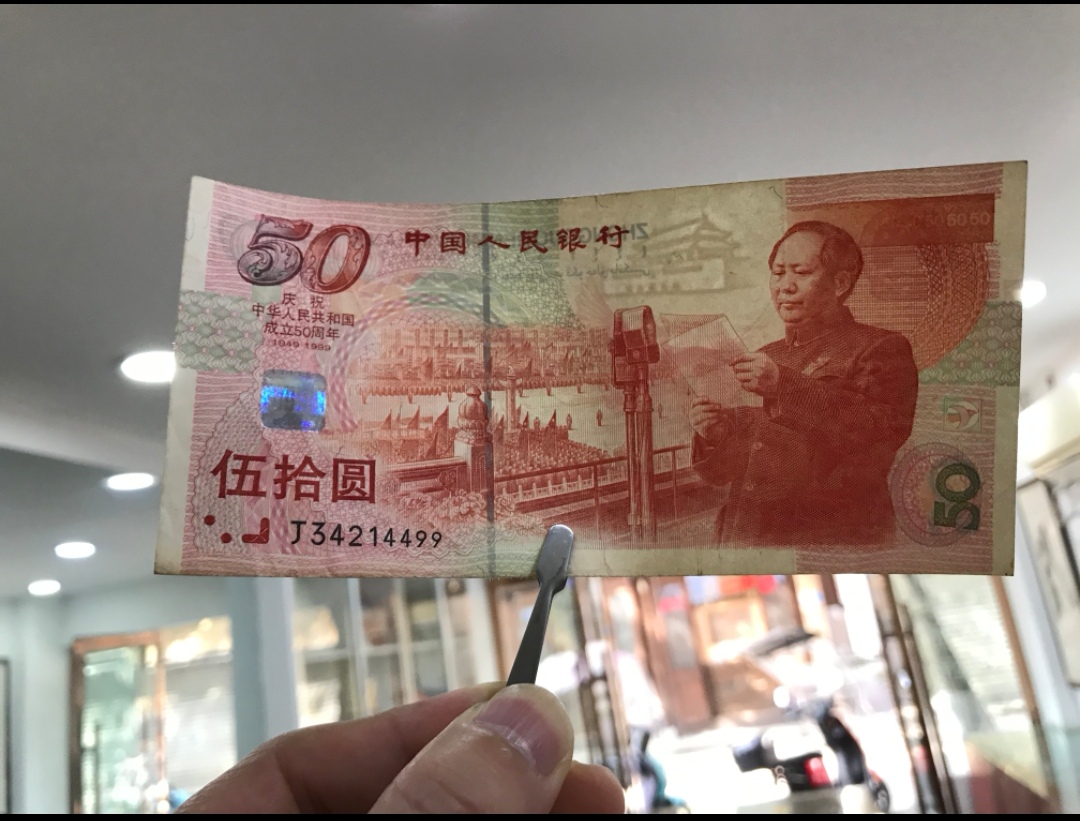 50
中国人民银行
庆祝
中华人民共和国
成立50周年
1949-1999
伍拾圆
J34214499
50